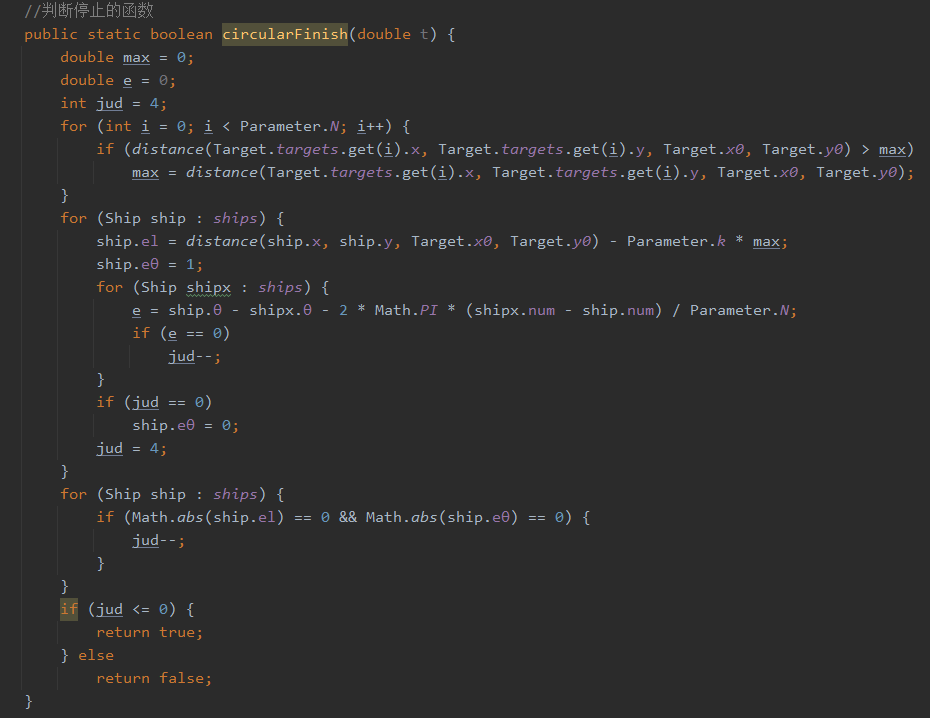 //判断停止的函数
public static boolean circularFinish(double t) {
    double max = 0;
    double e = 0;
    int jud = 4;
    for (int i = 0; i < Parameter.N; i++) {
        if (distance(Target.targets.get(i).x, Target.targets.get(i).y, Target.x0, Target.y0) > max)
            max = distance(Target.targets.get(i).x, Target.targets.get(i).y, Target.x0, Target.y0);
    }
    for (Ship ship : ships) {
        ship.el = distance(ship.x, ship.y, Target.x0, Target.y0) - Parameter.k * max;
        ship.eθ = 1;
        for (Ship shipx : ships) {
            e = ship.θ - shipx.θ - 2 * Math.PI * (shipx.num - ship.num) / Parameter.N;
            if (e == 0)
                jud--;
        }
        if (jud == 0)
            ship.eθ = 0;
        jud = 4;
    }
    for (Ship ship : ships) {
        if (Math.abs(ship.el) == 0 && Math.abs(ship.eθ) == 0) {
            jud--;
        }
    }
    if (jud <= 0) {
        return true;
    } else
        return false;
}